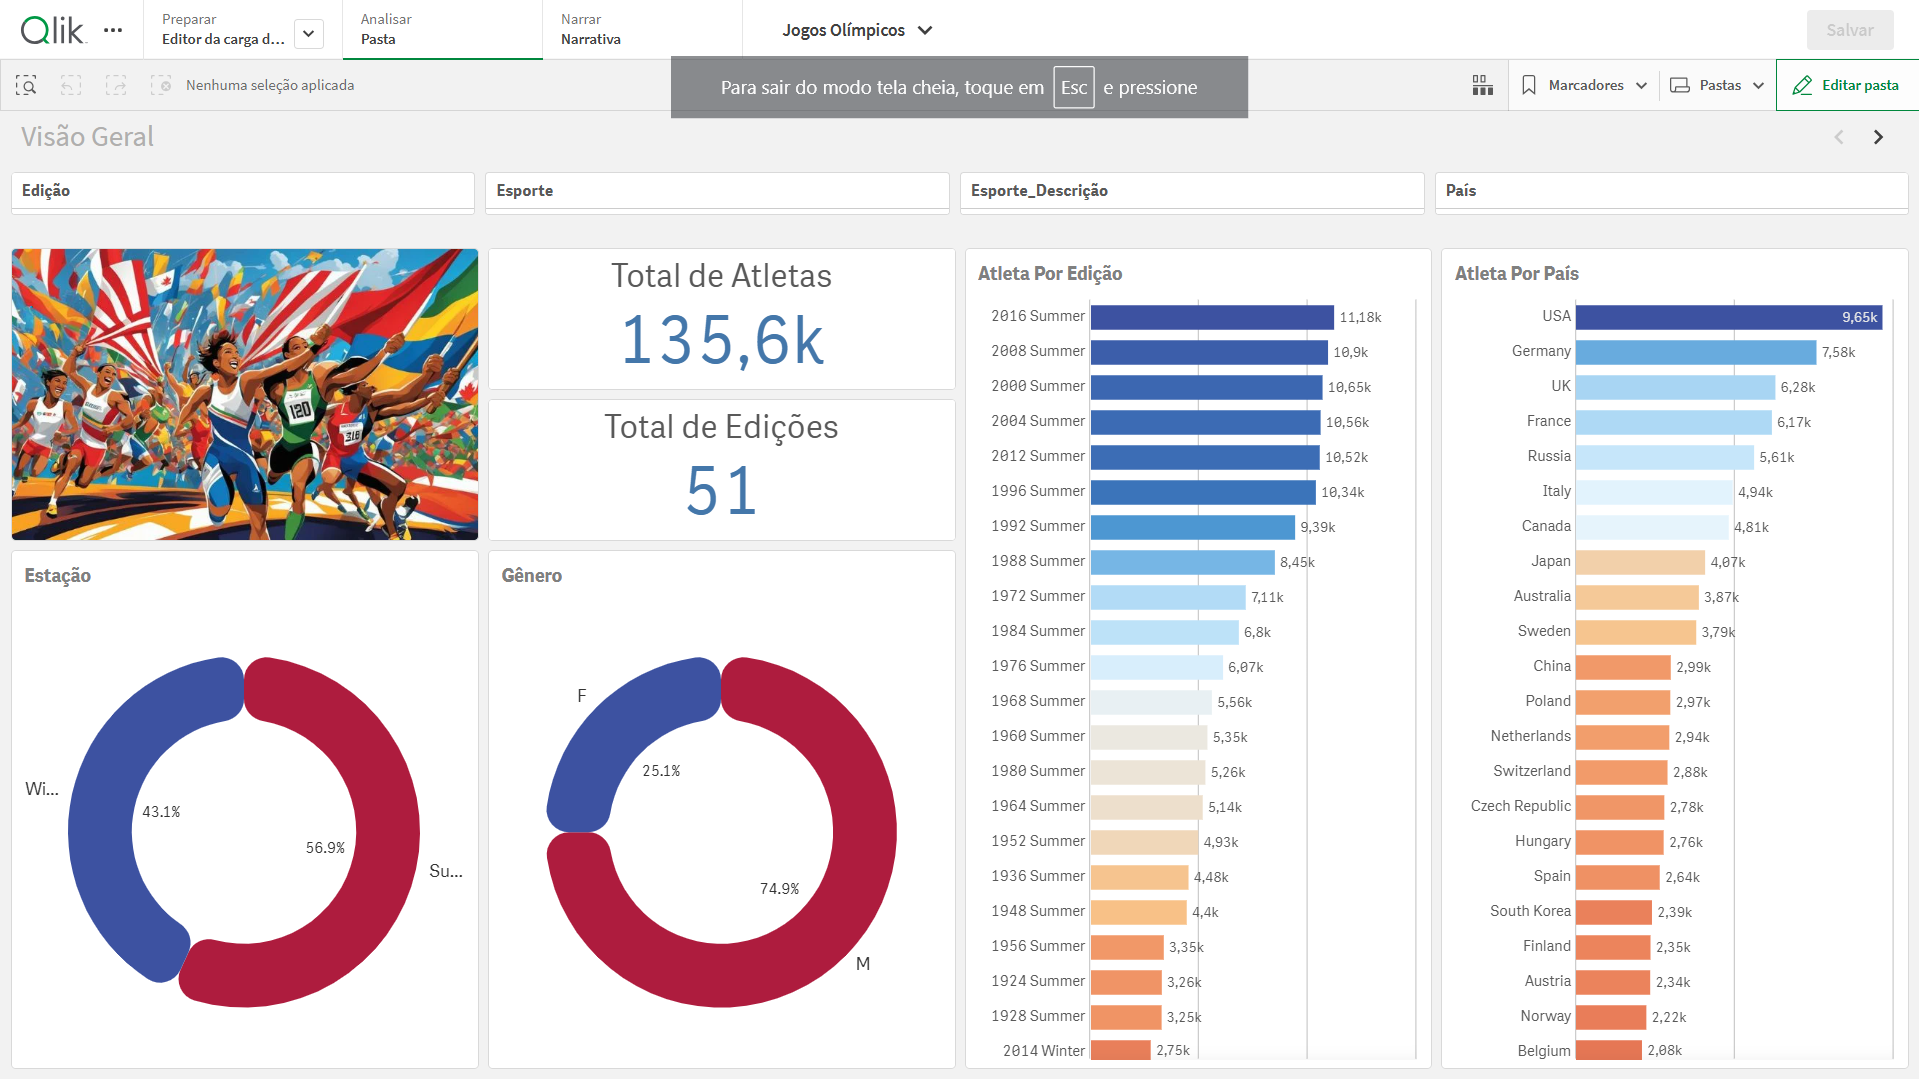 Qlik
Preparar
Editor da carga d...
Analisar
Pasta
Narrar
Narrativa
Jogos Olímpicos
Salvar
Nenhuma seleção aplicada
Para sair do modo tela cheia, toque em Esc e pressione
Marcadores
Pastas
Editar pasta
Visão Geral
Edição
Esporte
Esporte_Descrição
País
120
316
Total de Atletas
135,6k
Total de Edições
51
Estação
Wi...
43.1%
56.9%
Su...
Gênero
F
25.1%
74.9%
M
Atleta Por Edição
2016 Summer 11,18k
2008 Summer 10,9k
2000 Summer 10,65k
2004 Summer 10,56k
2012 Summer 10,52k
1996 Summer 10,34k
1992 Summer 9,39k
1988 Summer 8,45k
1972 Summer 7,11k
1984 Summer 6,8k
1976 Summer 6,07k
1968 Summer 5,56k
1960 Summer 5,35k
1980 Summer 5,26k
1964 Summer 5,14k
1952 Summer 4,93k
1936 Summer 4,48k
1948 Summer 4,4k
1956 Summer 3,35k
1924 Summer 3,26k
1928 Summer 3,25k
2014 Winter 2,75k
Atleta Por País
USA 9,65k
Germany 7,58k
UK 6,28k
France 6,17k
Russia 5,61k
Italy 4,94k
Canada 4,81k
Japan 4,07k
Australia 3,87k
Sweden 3,79k
China 2,99k
Poland 2,97k
Netherlands 2,94k
Switzerland 2,88k
Czech Republic 2,78k
Hungary 2,76k
Spain 2,64k
South Korea 2,39k
Finland 2,35k
Austria 2,34k
Norway 2,22k
Belgium 2,08k